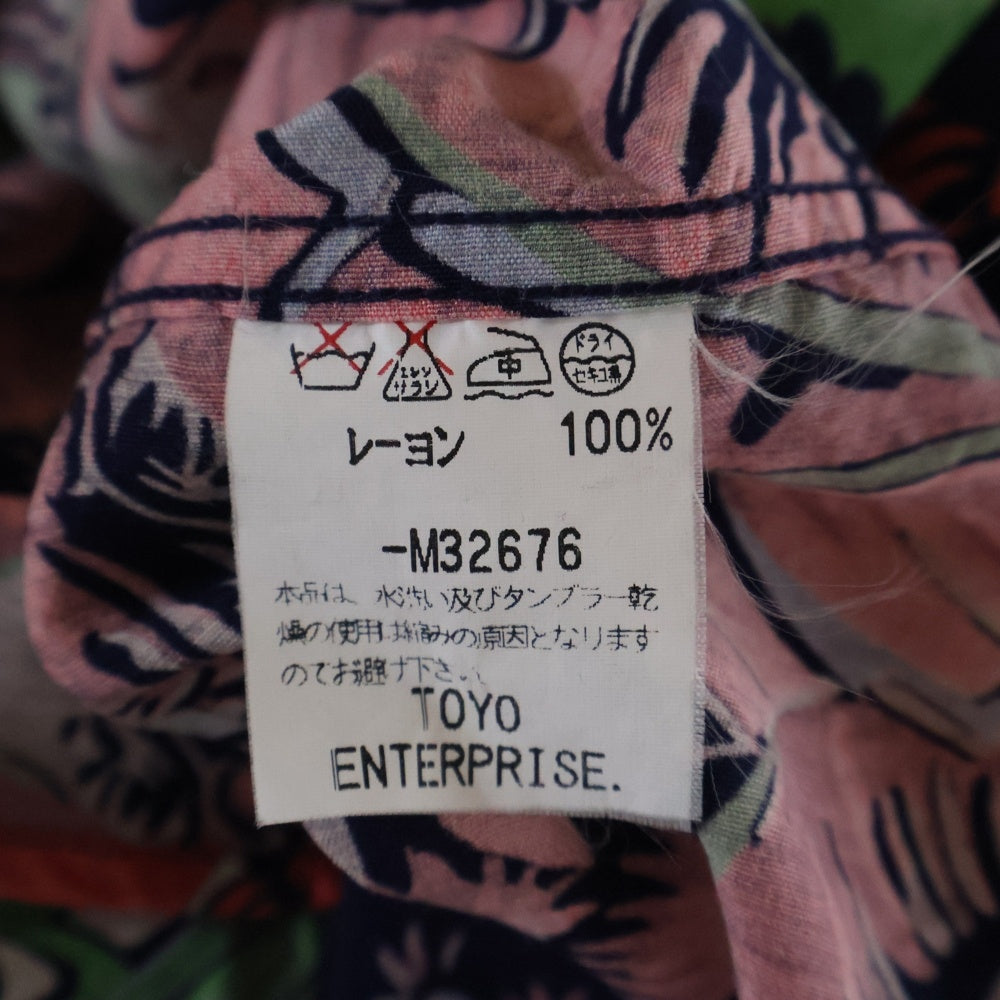 エンソ
サラシ
中
ドライ
セキユ系
レーヨン 100%
-M32676
本品は、水洗い及びタンブラー乾
燥の使用は縮みの原因となります
のでお避け下さい。
TOYO
ENTERPRISE.